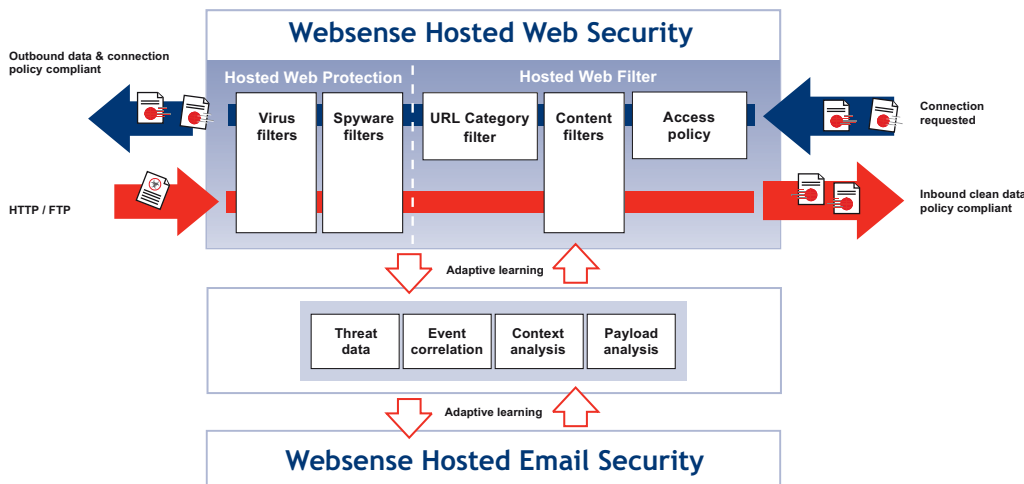 Websense Hosted Web Security
Outbound data & connection
policy compliant
Hosted Web Protection
Hosted Web Filter
Virus
filters
Spyware
filters
URL Category
filter
Content
filters
Access
policy
Connection
requested
HTTP / FTP
Inbound clean data
policy compliant
Adaptive learning
Threat
data
Event
correlation
Context
analysis
Payload
analysis
Adaptive learning
Websense Hosted Email Security